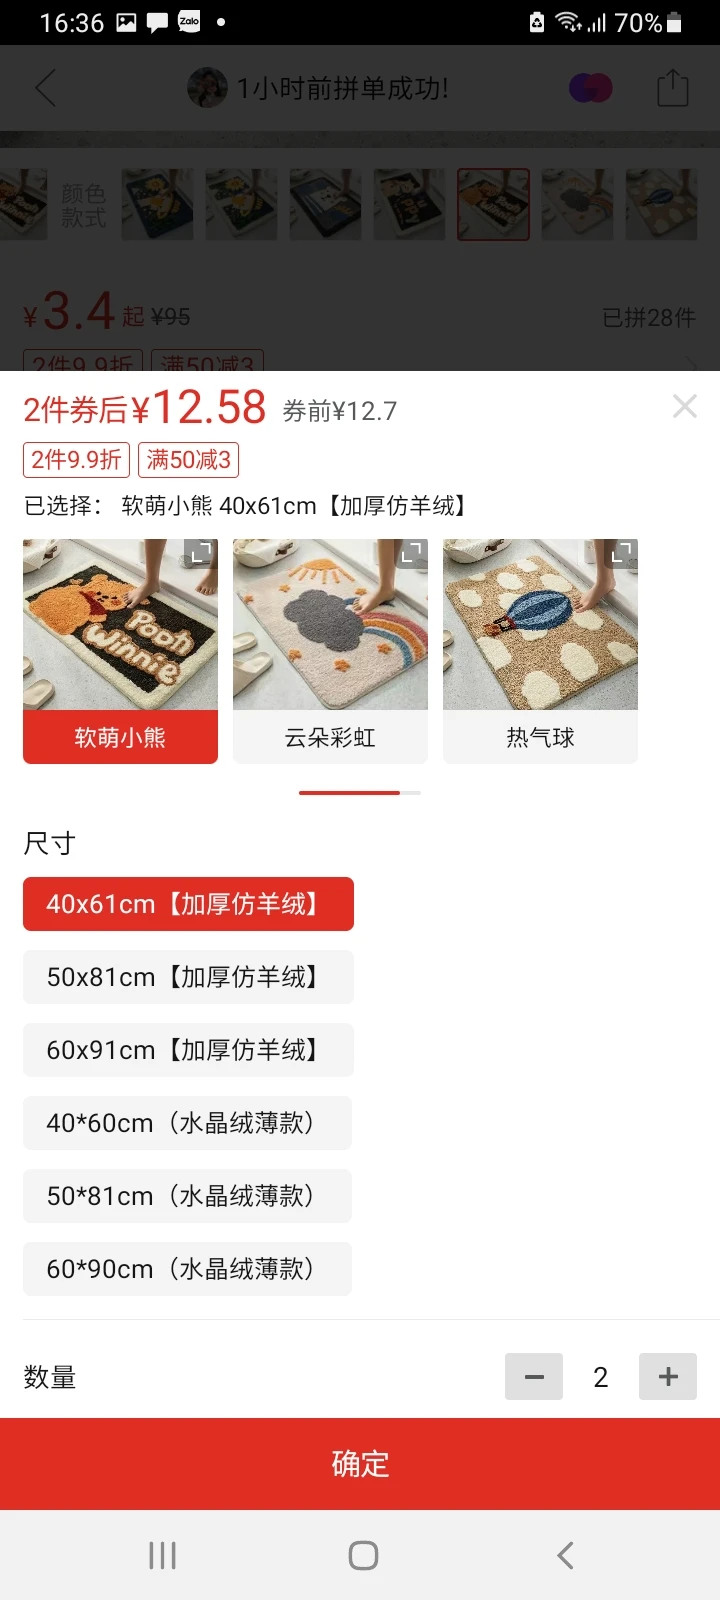 16:36 Zalo 70%
1小时前拼单成功!
颜色
款式
¥3.4起 ¥95 已拼28件
2件9.9折 满50减3
2件券后¥12.58 券前¥12.7
2件9.9折 满50减3
已选择： 软萌小熊 40x61cm【加厚仿羊绒】
Pooh
Winnie
软萌小熊 云朵彩虹 热气球
尺寸
40x61cm【加厚仿羊绒】
50x81cm【加厚仿羊绒】
60x91cm【加厚仿羊绒】
40*60cm（水晶绒薄款）
50*81cm（水晶绒薄款）
60*90cm（水晶绒薄款）
数量 − 2 +
确定